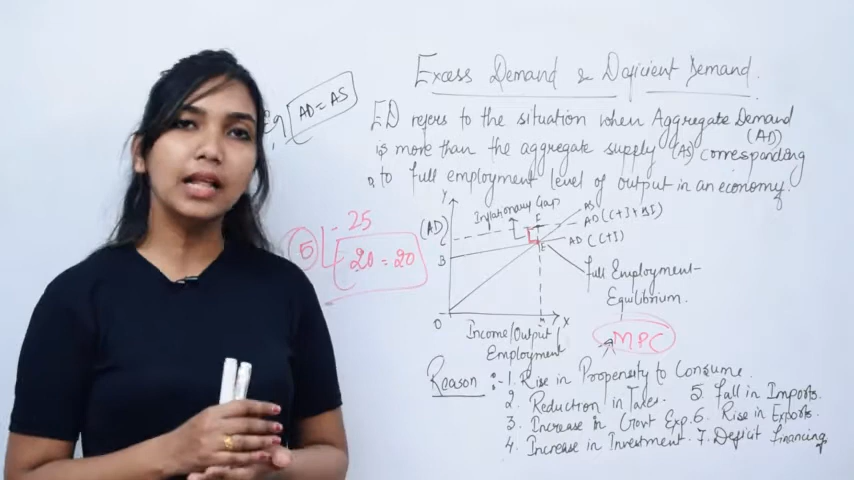 Excess Demand & Deficient Demand.
Eq AD = AS
ED refers to the situation when Aggregate Demand
(AD)
is more than the aggregate supply (AS) corresponding
to full employment level of output in an economy.
Y
Inflationary Gap
AS
(AD)
E
AD (C+I+ΔI)
C
AD (C+I)
B
E
5
25
20 = 20
Full Employment-
Equilibrium.
O
M
X
Income/Output/
Employment
MPC
Reason :- 1. Rise in Propensity to Consume.
2. Reduction in Taxes. 5. Fall in Imports.
3. Increase in Govt Exp. 6. Rise in Exports.
4. Increase in Investment. 7. Deficit Financing